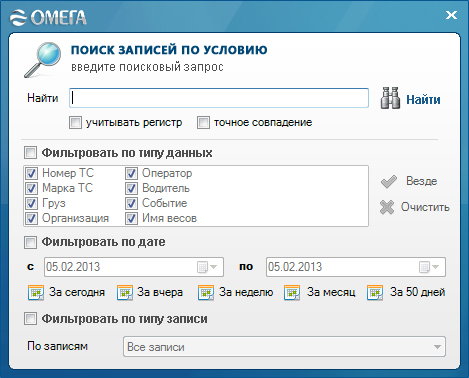 ОМЕГА
ПОИСК ЗАПИСЕЙ ПО УСЛОВИЮ
введите поисковый запрос
Найти
Найти
учитывать регистр точное совпадение
Фильтровать по типу данных
Номер ТС Оператор
Марка ТС Водитель
Груз Событие
Организация Имя весов
Везде
Очистить
Фильтровать по дате
с 05.02.2013 по 05.02.2013
За сегодня За вчера За неделю За месяц За 50 дней
Фильтровать по типу записи
По записям Все записи